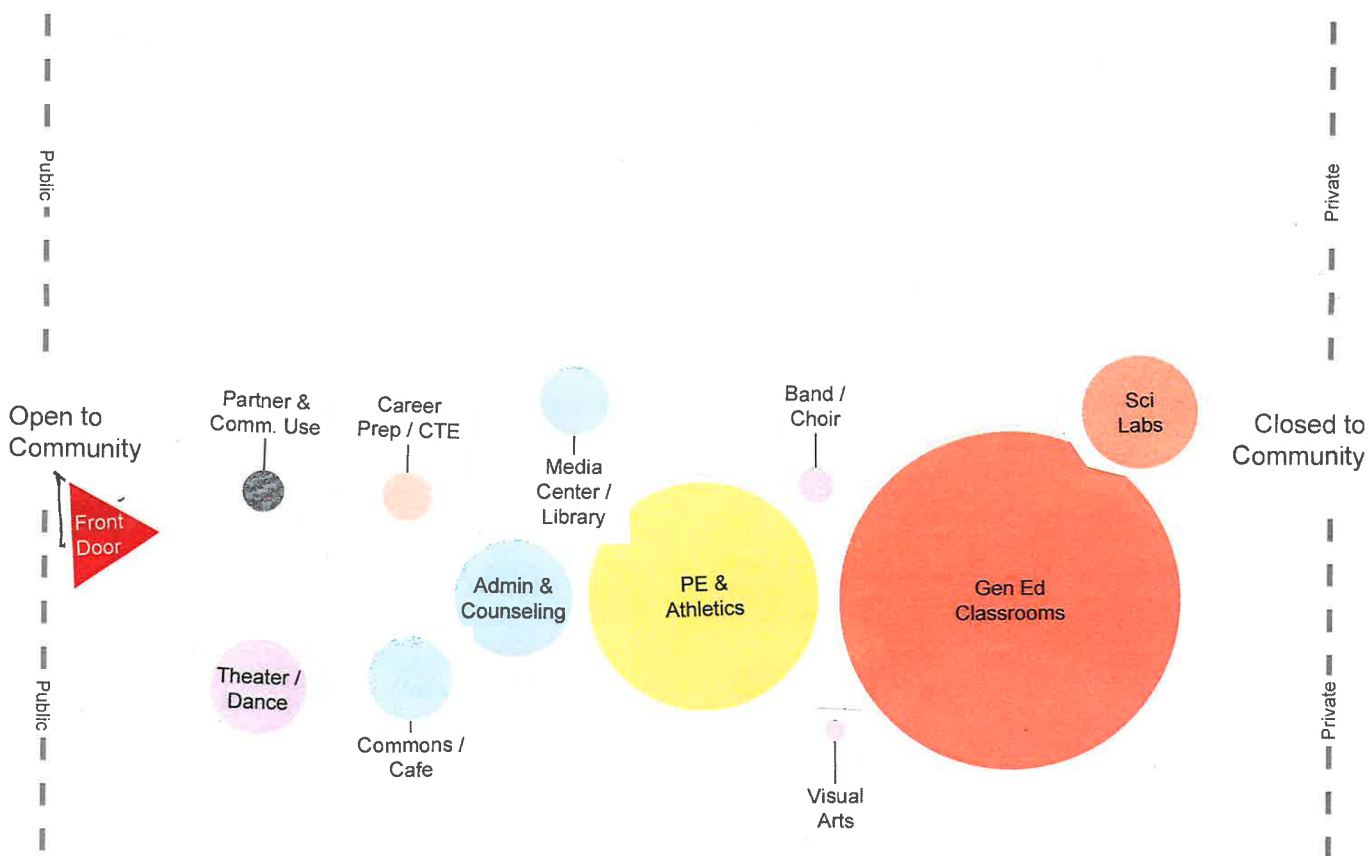 Public
Private
Open to
Community
Front
Door
Partner &
Comm. Use
Career
Prep / CTE
Media
Center /
Library
Band /
Choir
Sci
Labs
Closed to
Community
Admin &
Counseling
PE &
Athletics
Gen Ed
Classrooms
Theater /
Dance
Commons /
Cafe
Visual
Arts
Public
Private